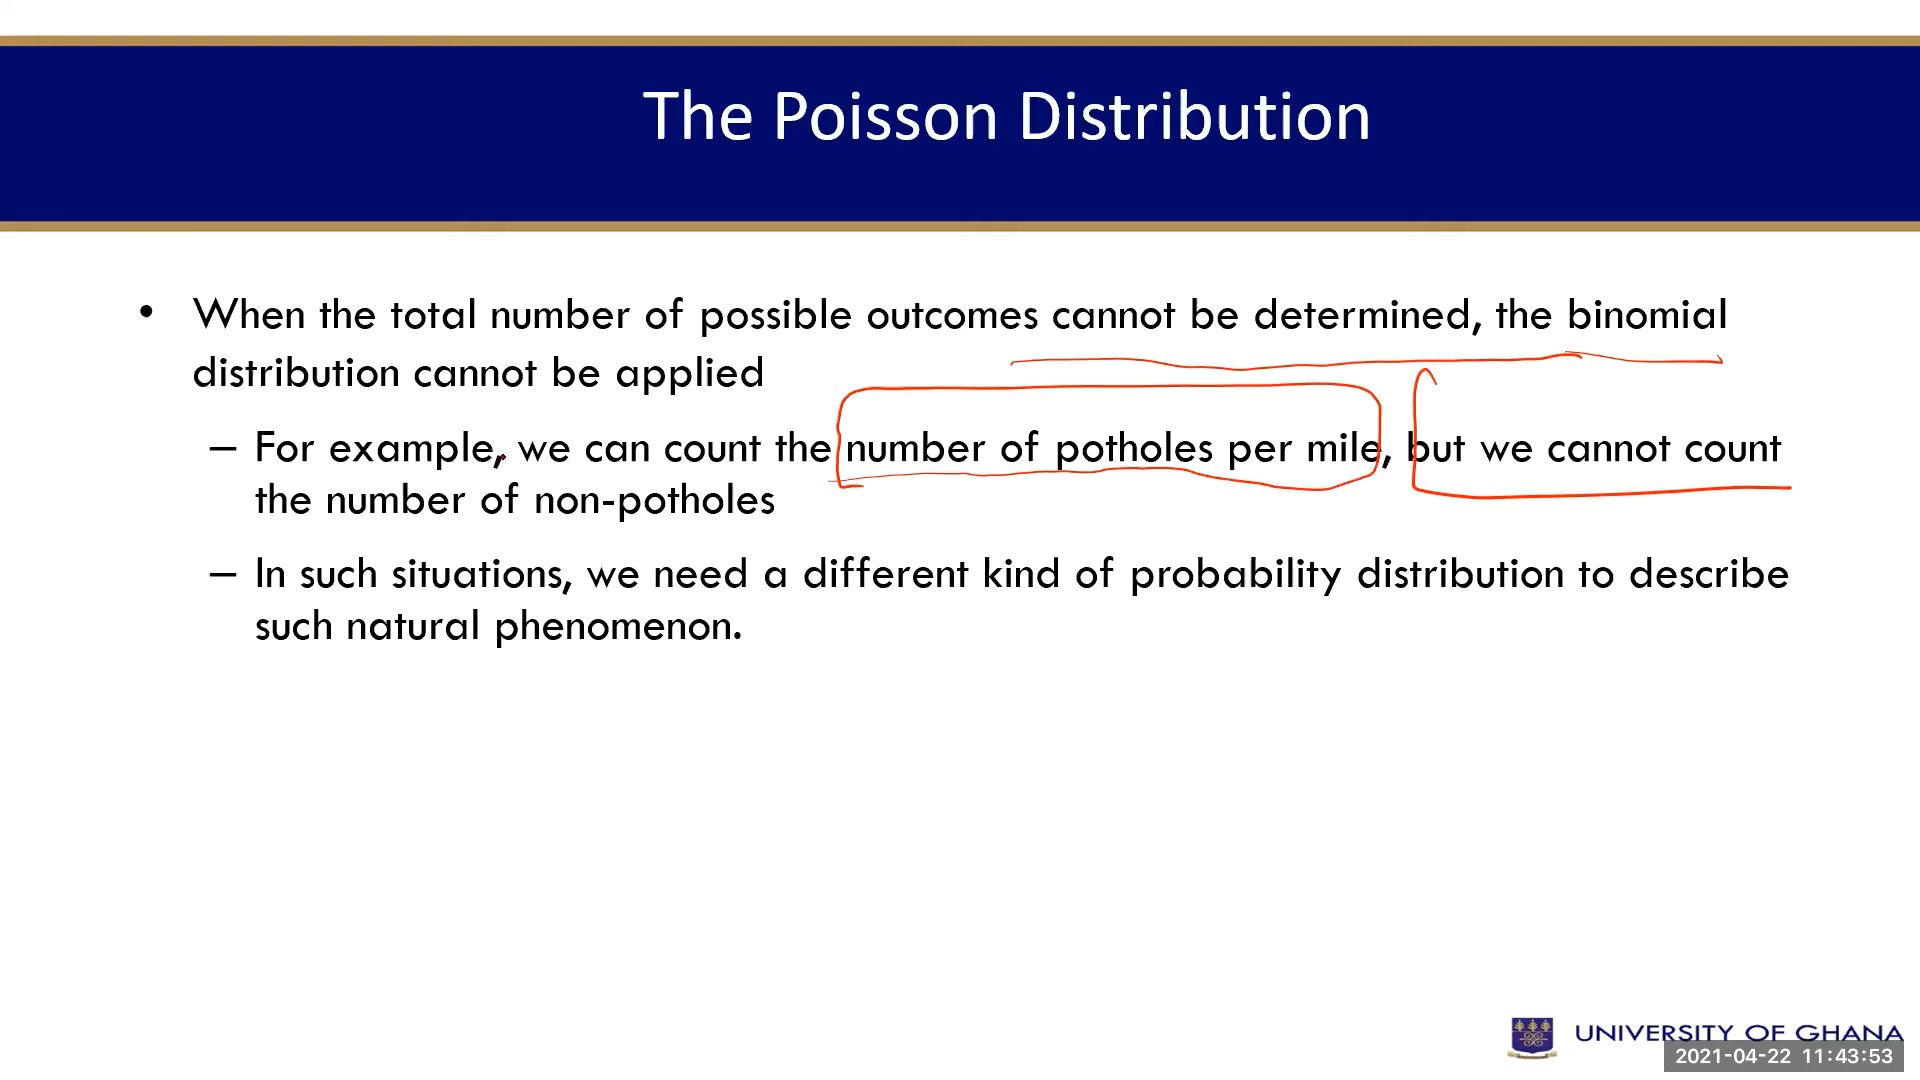 The Poisson Distribution
• When the total number of possible outcomes cannot be determined, the binomial
distribution cannot be applied
– For example, we can count the number of potholes per mile, but we cannot count
the number of non-potholes
– In such situations, we need a different kind of probability distribution to describe
such natural phenomenon.
UNIVERSITY OF GHANA
2021-04-22 11:43:53